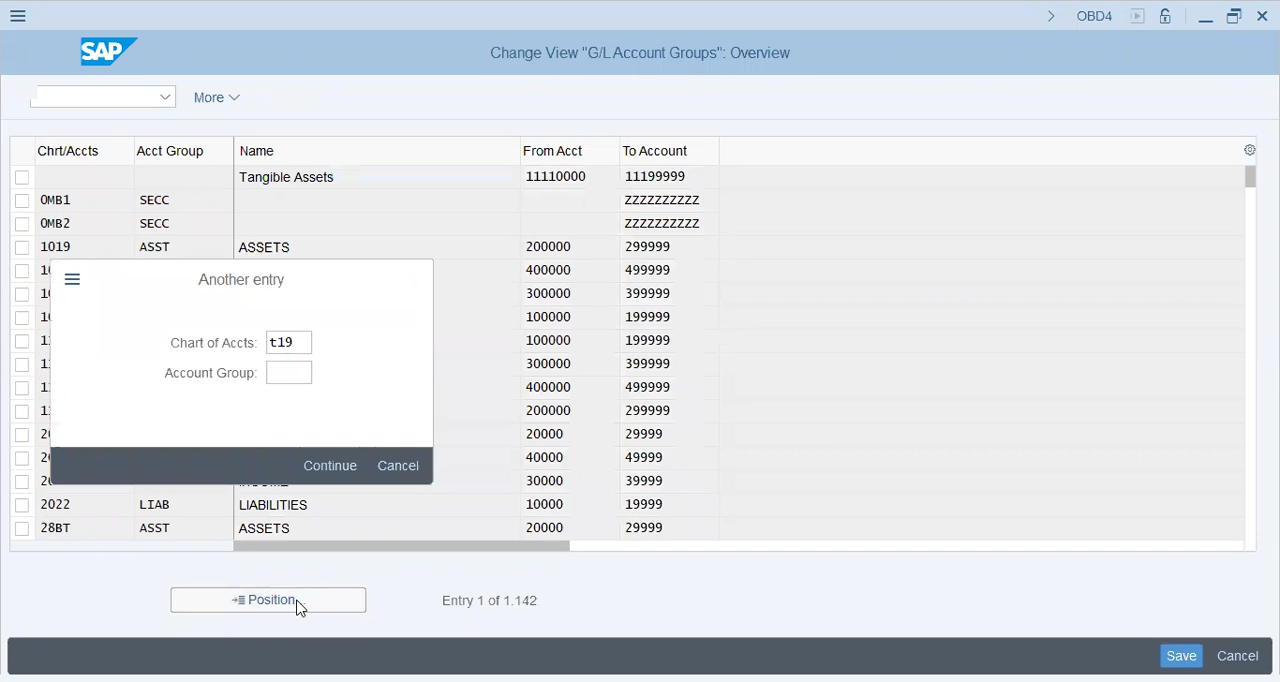 OBD4
SAP
Change View "G/L Account Groups": Overview
More
Chrt/Accts Acct Group Name From Acct To Account
Tangible Assets 11110000 11199999
0MB1 SECC ZZZZZZZZZZ
0MB2 SECC ZZZZZZZZZZ
1019 ASST ASSETS 200000 299999
400000 499999
300000 399999
100000 199999
100000 199999
300000 399999
400000 499999
200000 299999
20000 29999
40000 49999
30000 39999
2022 LIAB LIABILITIES 10000 19999
28BT ASST ASSETS 20000 29999
Another entry
Chart of Accts: t19
Account Group:
Continue Cancel
Position
Entry 1 of 1.142
Save Cancel